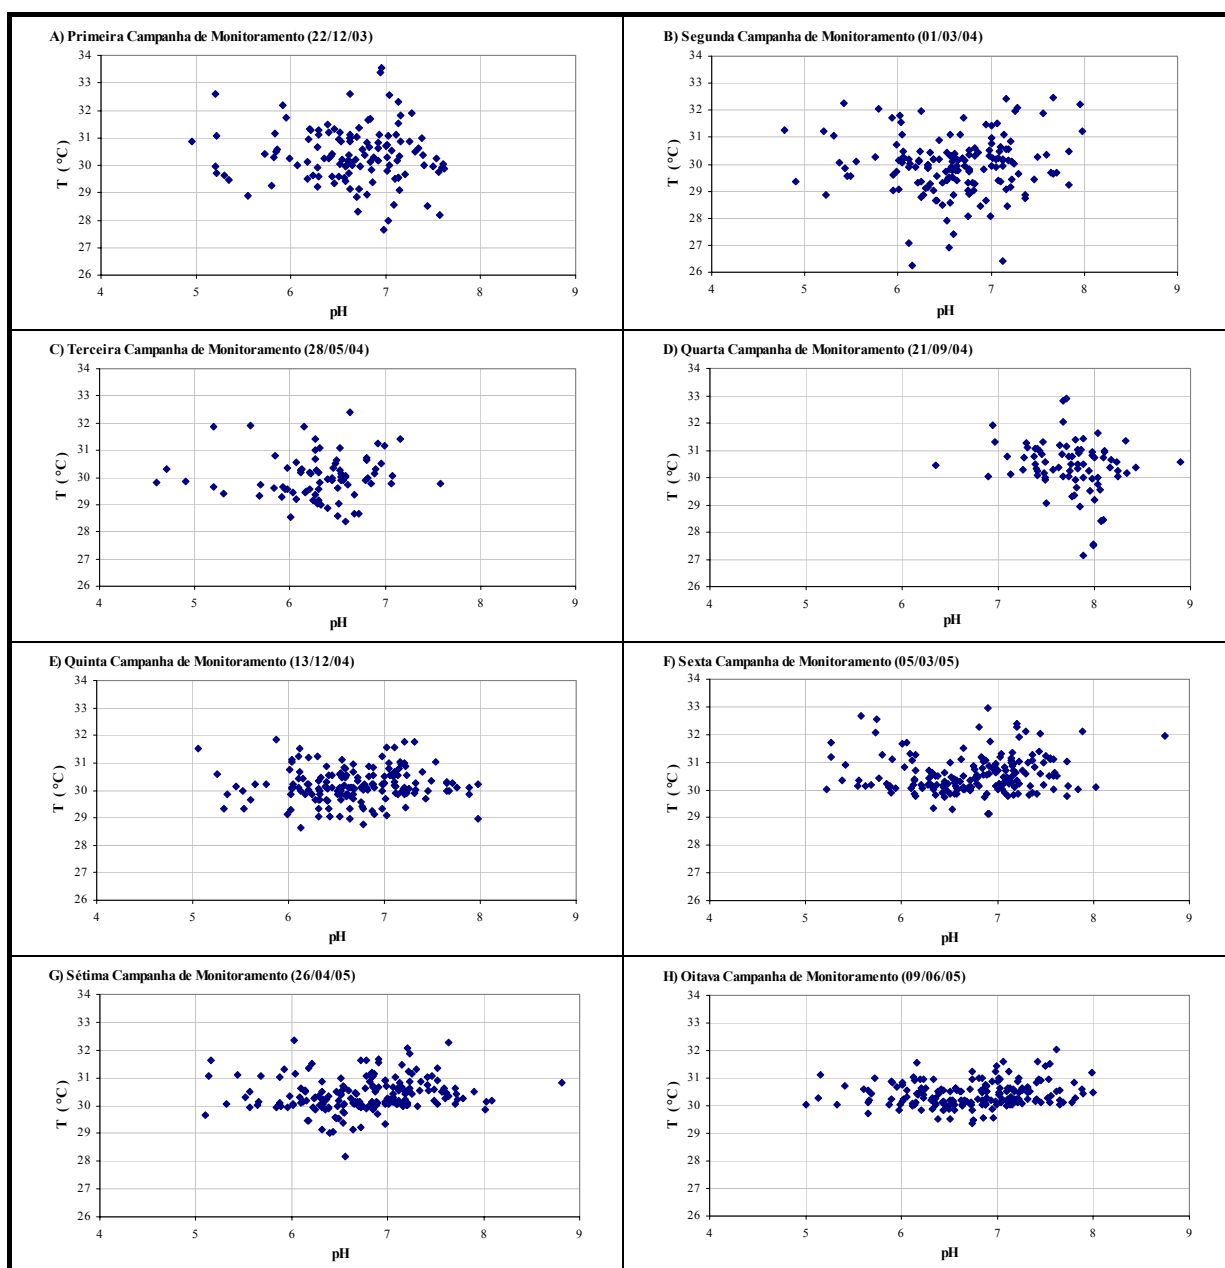 A) Primeira Campanha de Monitoramento (22/12/03)
34
33
32
31
30
29
28
27
26
T (°C)
4 5 6 7 8 9
pH
B) Segunda Campanha de Monitoramento (01/03/04)
34
33
32
31
30
29
28
27
26
T (°C)
4 5 6 7 8 9
pH
C) Terceira Campanha de Monitoramento (28/05/04)
34
33
32
31
30
29
28
27
26
T (°C)
4 5 6 7 8 9
pH
D) Quarta Campanha de Monitoramento (21/09/04)
34
33
32
31
30
29
28
27
26
T (°C)
4 5 6 7 8 9
pH
E) Quinta Campanha de Monitoramento (13/12/04)
34
33
32
31
30
29
28
27
26
T (°C)
4 5 6 7 8 9
pH
F) Sexta Campanha de Monitoramento (05/03/05)
34
33
32
31
30
29
28
27
26
T (°C)
4 5 6 7 8 9
pH
G) Sétima Campanha de Monitoramento (26/04/05)
34
33
32
31
30
29
28
27
26
T (°C)
4 5 6 7 8 9
pH
H) Oitava Campanha de Monitoramento (09/06/05)
34
33
32
31
30
29
28
27
26
T (°C)
4 5 6 7 8 9
pH